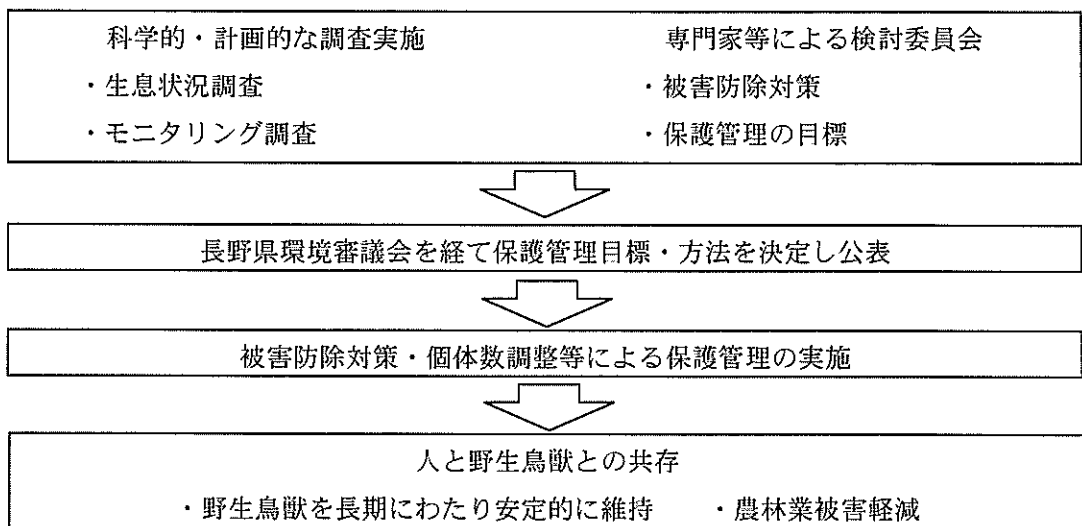 科学的・計画的な調査実施
・生息状況調査
・モニタリング調査
専門家等による検討委員会
・被害防除対策
・保護管理の目標
長野県環境審議会を経て保護管理目標・方法を決定し公表
被害防除対策・個体数調整等による保護管理の実施
人と野生鳥獣との共存
・野生鳥獣を長期にわたり安定的に維持　・農林業被害軽減